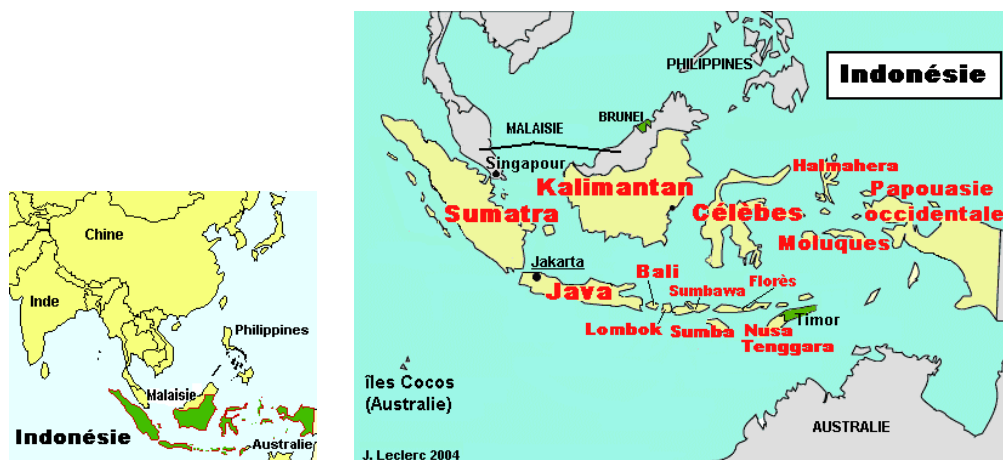 Chine
Inde
Philippines
Malaisie
Indonésie
Australie
PHILIPPINES
Indonésie
BRUNEI
MALAISIE
Singapour
Halmahera
Kalimantan
Papouasie
occidentale
Sumatra
Célèbes
Moluques
Jakarta
Bali
Florès
Java
Sumbawa
Lombok
Sumba
Nusa
Tenggara
Timor
îles Cocos
(Australie)
AUSTRALIE
J. Leclerc 2004